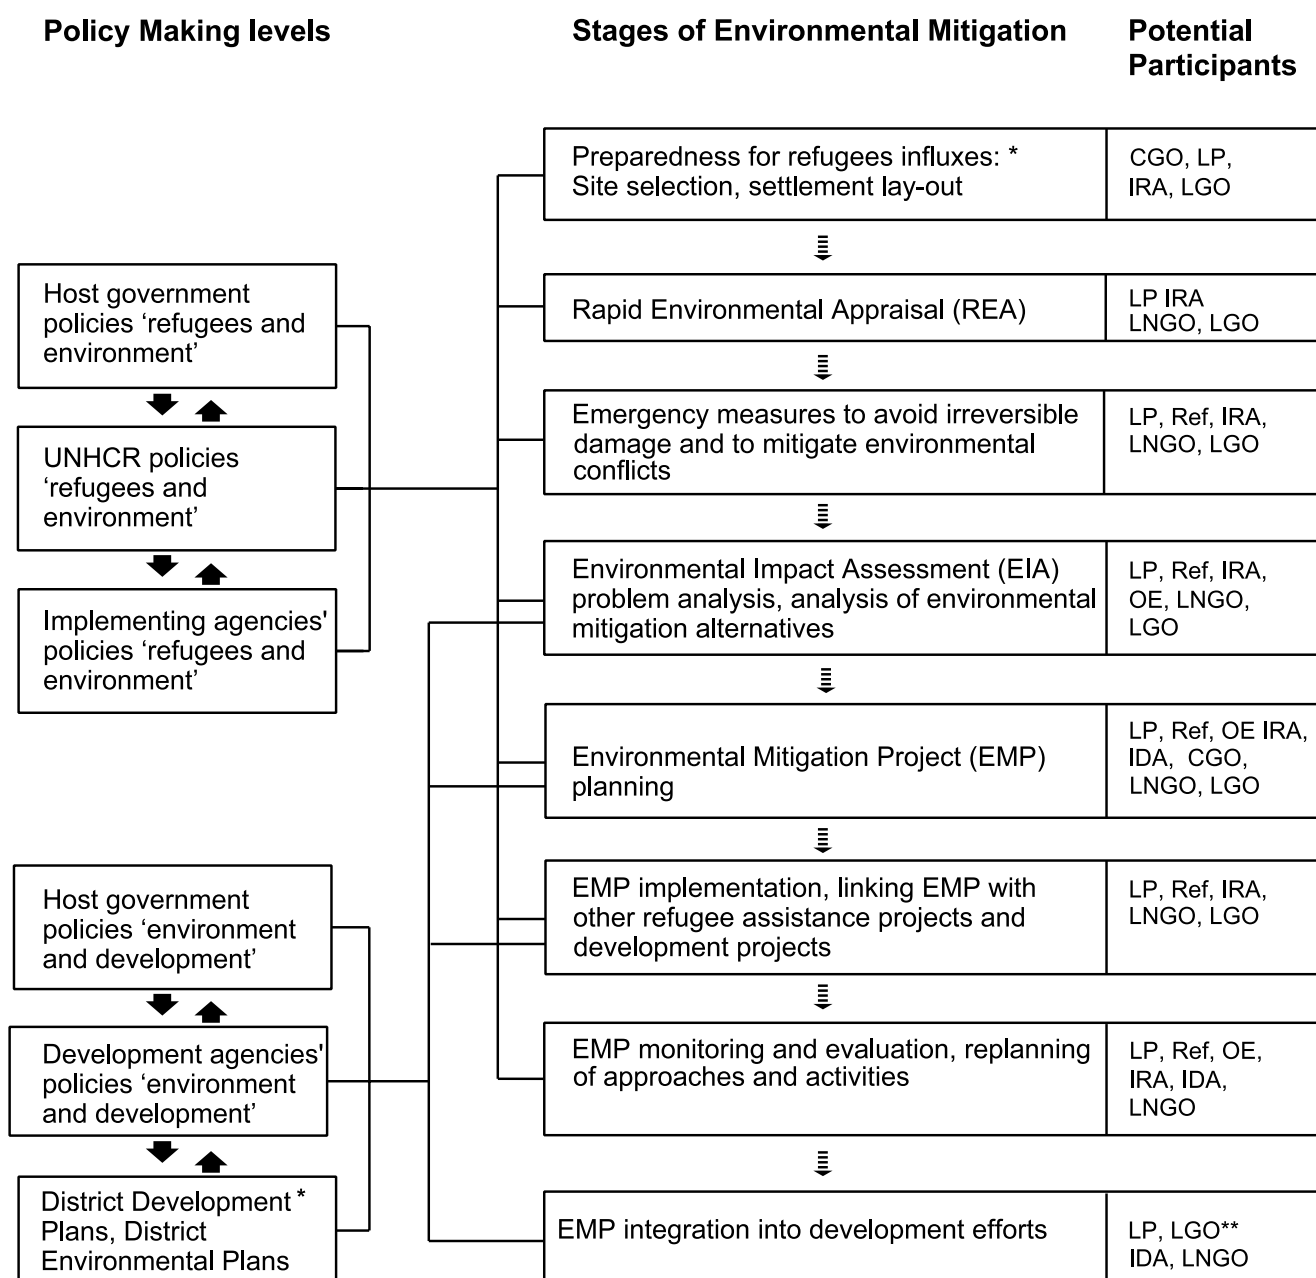 Policy Making levels
Stages of Environmental Mitigation
Potential
Participants
Host government
policies ‘refugees and
environment’
UNHCR policies
‘refugees and
environment’
Implementing agencies'
policies ‘refugees and
environment’
Host government
policies ‘environment
and development’
Development agencies'
policies ‘environment
and development’
District Development *
Plans, District
Environmental Plans
Preparedness for refugees influxes: *
Site selection, settlement lay-out
CGO, LP,
IRA, LGO
Rapid Environmental Appraisal (REA)
LP IRA
LNGO, LGO
Emergency measures to avoid irreversible
damage and to mitigate environmental
conflicts
LP, Ref, IRA,
LNGO, LGO
Environmental Impact Assessment (EIA)
problem analysis, analysis of environmental
mitigation alternatives
LP, Ref, IRA,
OE, LNGO,
LGO
Environmental Mitigation Project (EMP)
planning
LP, Ref, OE IRA,
IDA, CGO,
LNGO, LGO
EMP implementation, linking EMP with
other refugee assistance projects and
development projects
LP, Ref, IRA,
LNGO, LGO
EMP monitoring and evaluation, replanning
of approaches and activities
LP, Ref, OE,
IRA, IDA,
LNGO
EMP integration into development efforts
LP, LGO**
IDA, LNGO